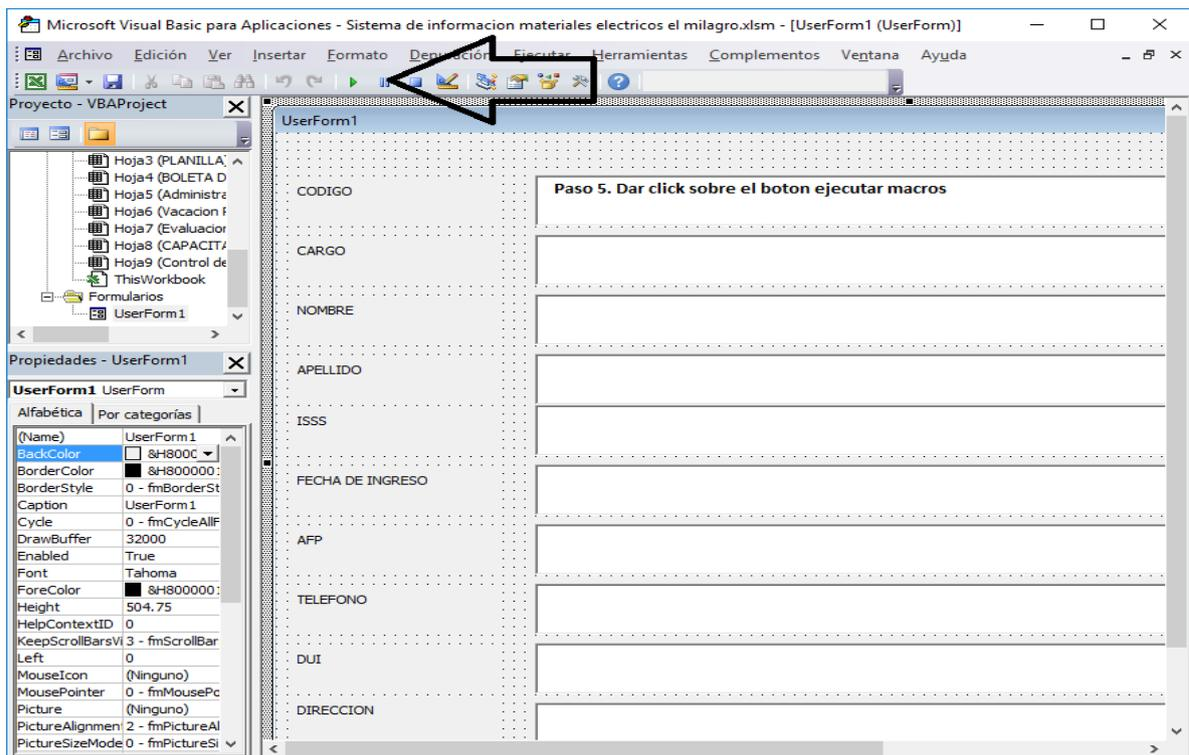 Microsoft Visual Basic para Aplicaciones - Sistema de informacion materiales electricos el milagro.xlsm - [UserForm1 (UserForm)]
Archivo Edición Ver Insertar Formato Depuración Ejecutar Herramientas Complementos Ventana Ayuda
Proyecto - VBAProject
Hoja3 (PLANILLA)
Hoja4 (BOLETA D
Hoja5 (Administra
Hoja6 (Vacacion
Hoja7 (Evaluacion
Hoja8 (CAPACITA
Hoja9 (Control de
ThisWorkbook
Formularios
UserForm1
Propiedades - UserForm1
UserForm1 UserForm
Alfabética Por categorías
(Name) UserForm1
BackColor &H8000
BorderColor &H8000001
BorderStyle 0 - fmBorderSt
Caption UserForm1
Cycle 0 - fmCycleAllF
DrawBuffer 32000
Enabled True
Font Tahoma
ForeColor &H8000001
Height 504.75
HelpContextID 0
KeepScrollBarsVi 3 - fmScrollBar
Left 0
MouseIcon (Ninguno)
MousePointer 0 - fmMousePo
Picture (Ninguno)
PictureAlignmen 2 - fmPictureAl
PictureSizeMode 0 - fmPictureSi
UserForm1
CODIGO
Paso 5. Dar click sobre el boton ejecutar macros
CARGO
NOMBRE
APELLIDO
ISSS
FECHA DE INGRESO
AFP
TELEFONO
DUI
DIRECCION